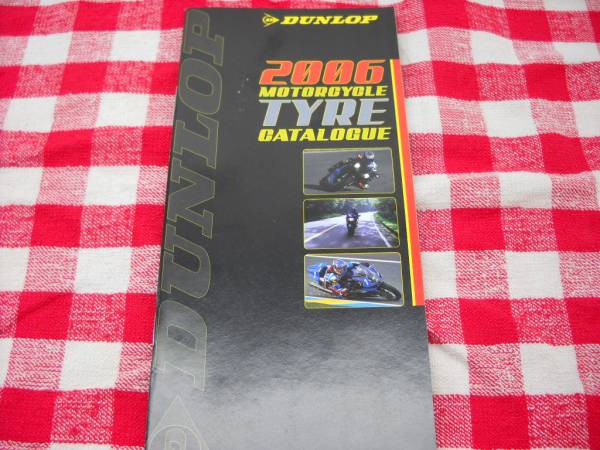 DUNLOP
2006
MOTORCYCLE
TYRE
CATALOGUE
DUNLOP